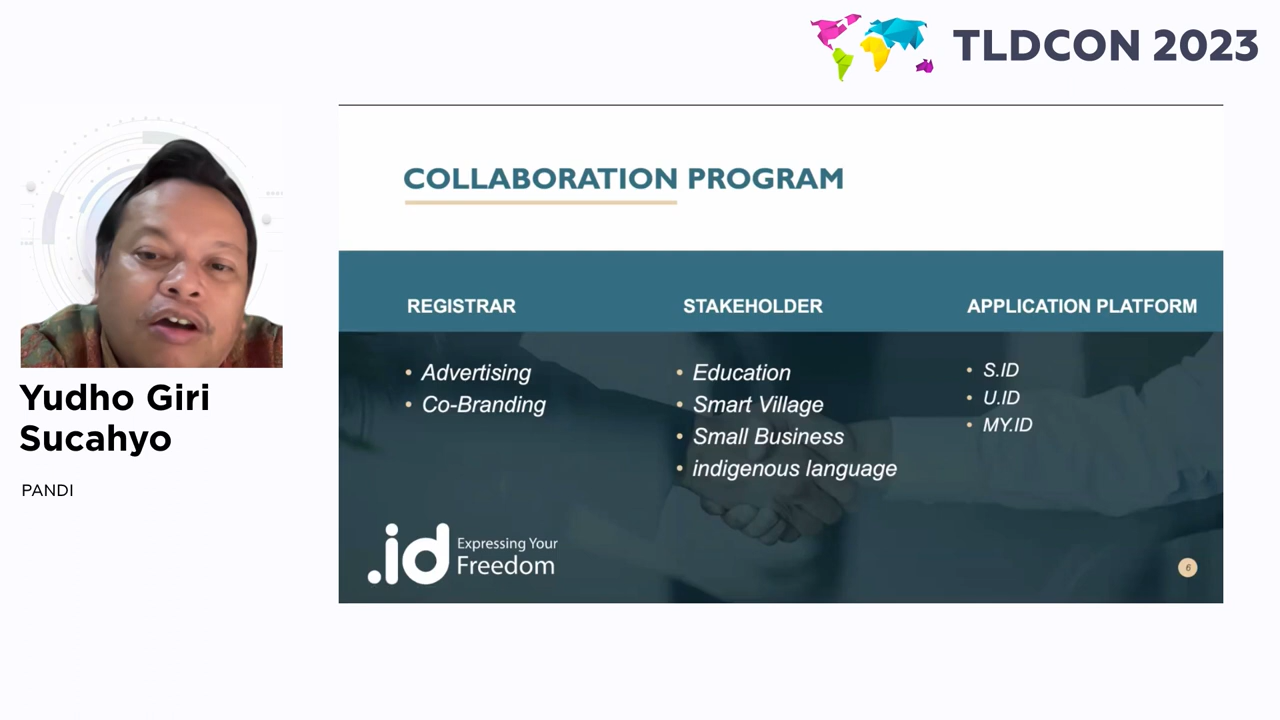 TLDCON 2023
COLLABORATION PROGRAM
REGISTRAR
• Advertising
• Co-Branding
STAKEHOLDER
• Education
• Smart Village
• Small Business
• indigenous language
APPLICATION PLATFORM
• S.ID
• U.ID
• MY.ID
.id Expressing Your
Freedom
6
Yudho Giri
Sucahyo
PANDI